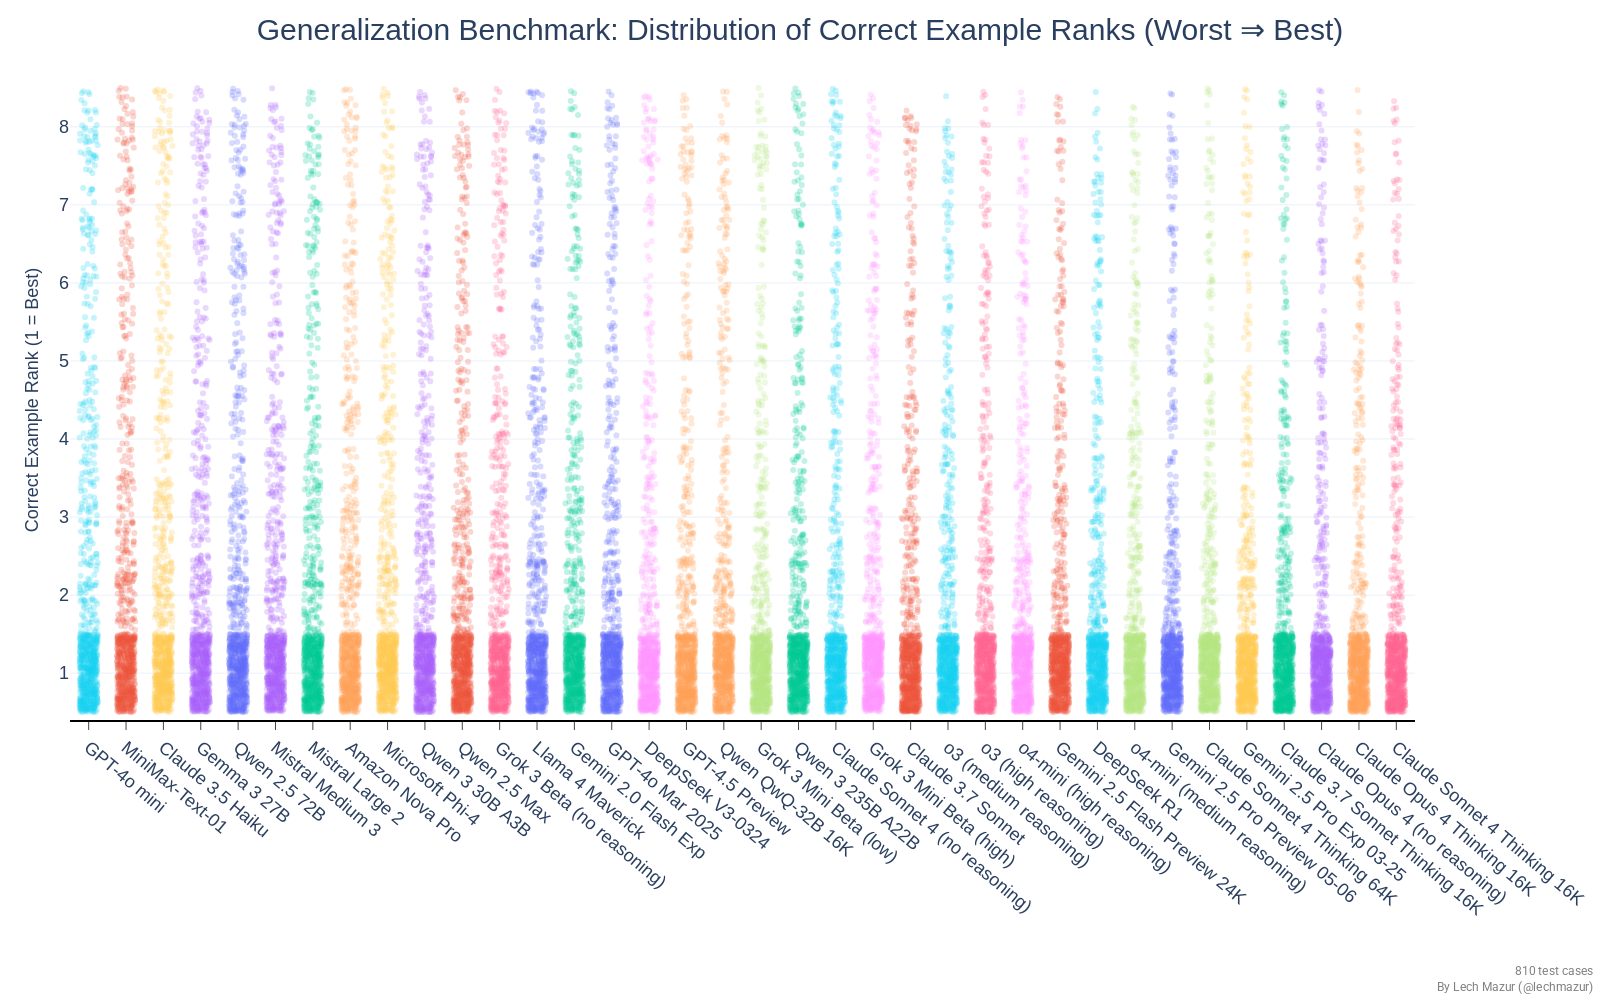 Generalization Benchmark: Distribution of Correct Example Ranks (Worst ⇒ Best)
Correct Example Rank (1 = Best)
8
7
6
5
4
3
2
1
GPT-4o mini
MiniMax-Text-01
Claude 3.5 Haiku
Gemma 3 27B
Qwen 2.5 72B
Mistral Medium 3
Mistral Large 2
Amazon Nova Pro
Microsoft Phi-4
Qwen 3 30B A3B
Qwen 2.5 Max
Grok 3 Beta (no reasoning)
Llama 4 Maverick
Gemini 2.0 Flash Exp
GPT-4o Mar 2025
DeepSeek V3-0324
GPT-4.5 Preview
Qwen QwQ-32B 16K
Grok 3 Mini Beta (low)
Qwen 3 235B A22B
Claude Sonnet 4 (no reasoning)
Grok 3 Mini Beta (high)
Claude 3.7 Sonnet
o3 (medium reasoning)
o3 (high reasoning)
o4-mini (high reasoning)
Gemini 2.5 Flash Preview 24K
DeepSeek R1
o4-mini (medium reasoning)
Gemini 2.5 Pro Preview 05-06
Claude Sonnet 4 Thinking 64K
Gemini 2.5 Pro Exp 03-25
Claude 3.7 Sonnet Thinking 16K
Claude Opus 4 (no reasoning)
Claude Opus 4 Thinking 16K
Claude Sonnet 4 Thinking 16K
810 test cases
By Lech Mazur (@lechmazur)